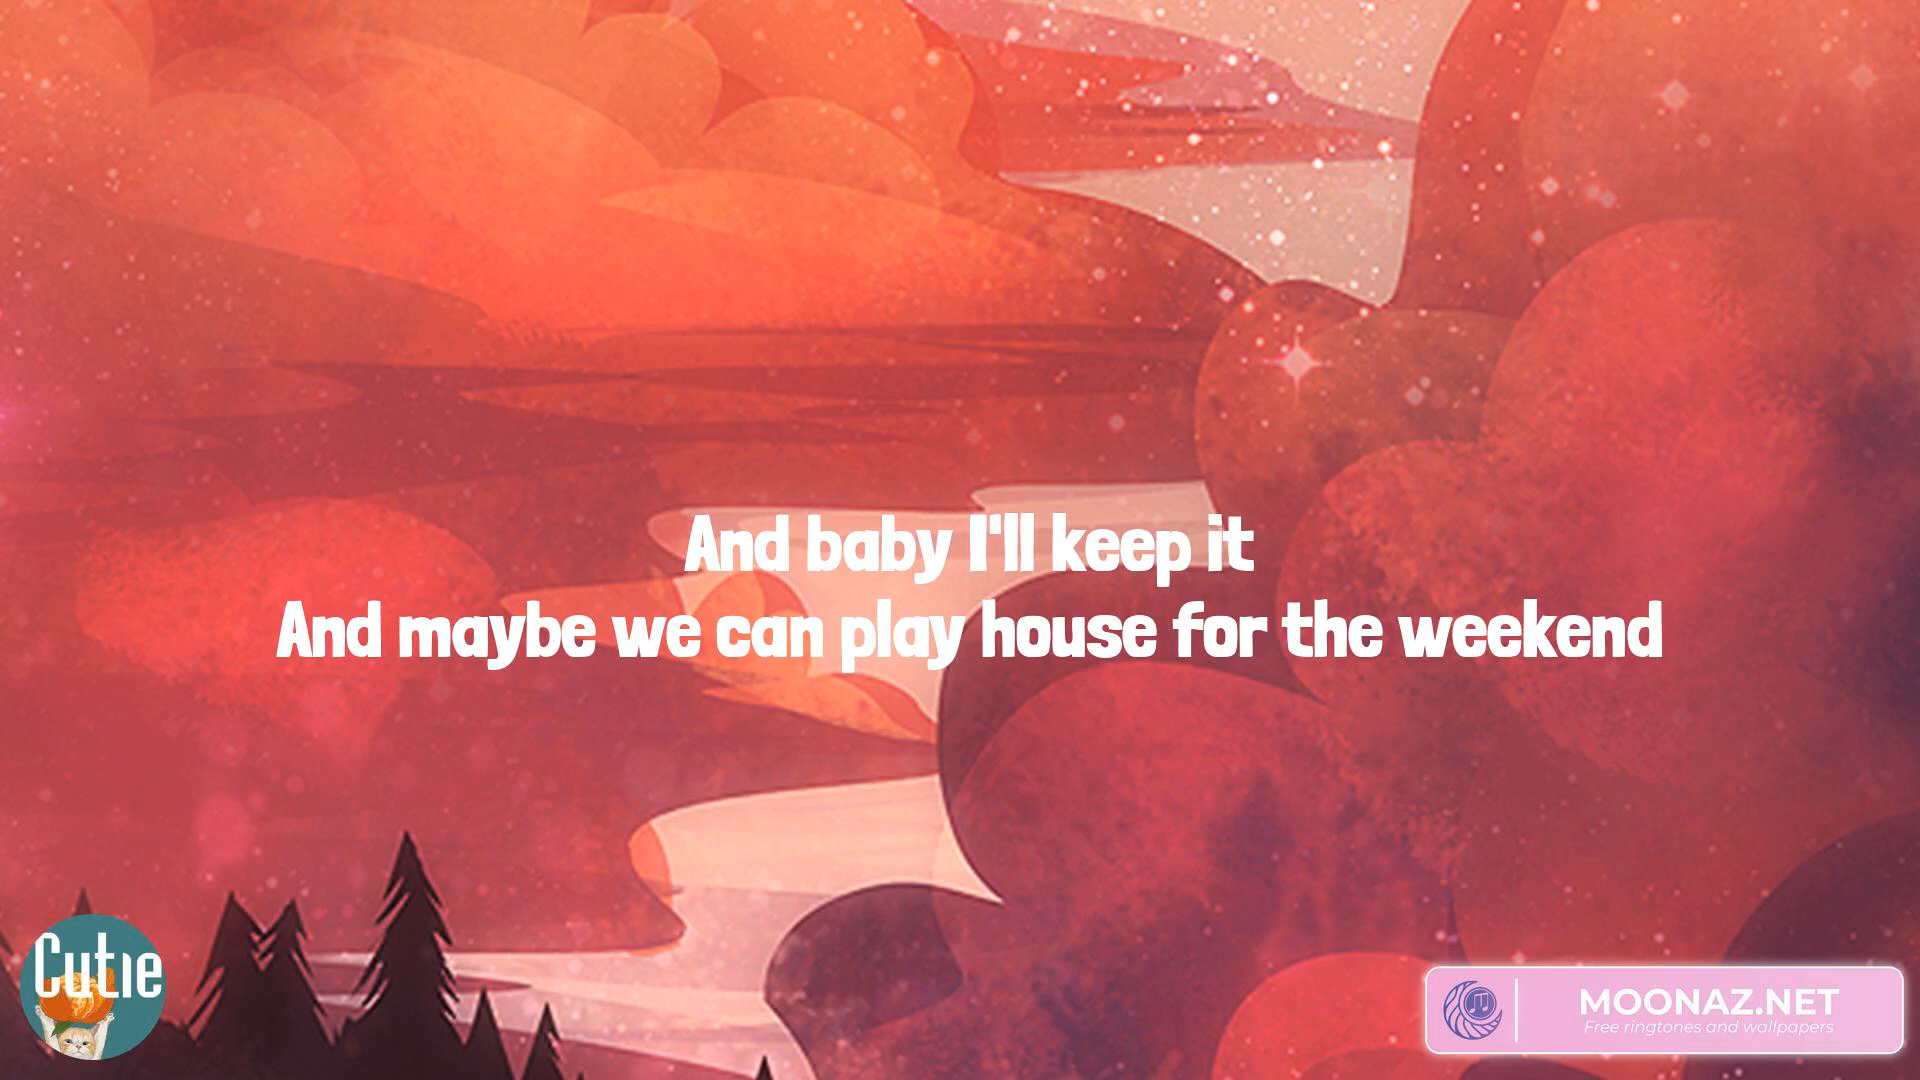 And baby I'll keep it
And maybe we can play house for the weekend
Cutie
MOONAZ.NET
Free ringtones and wallpapers